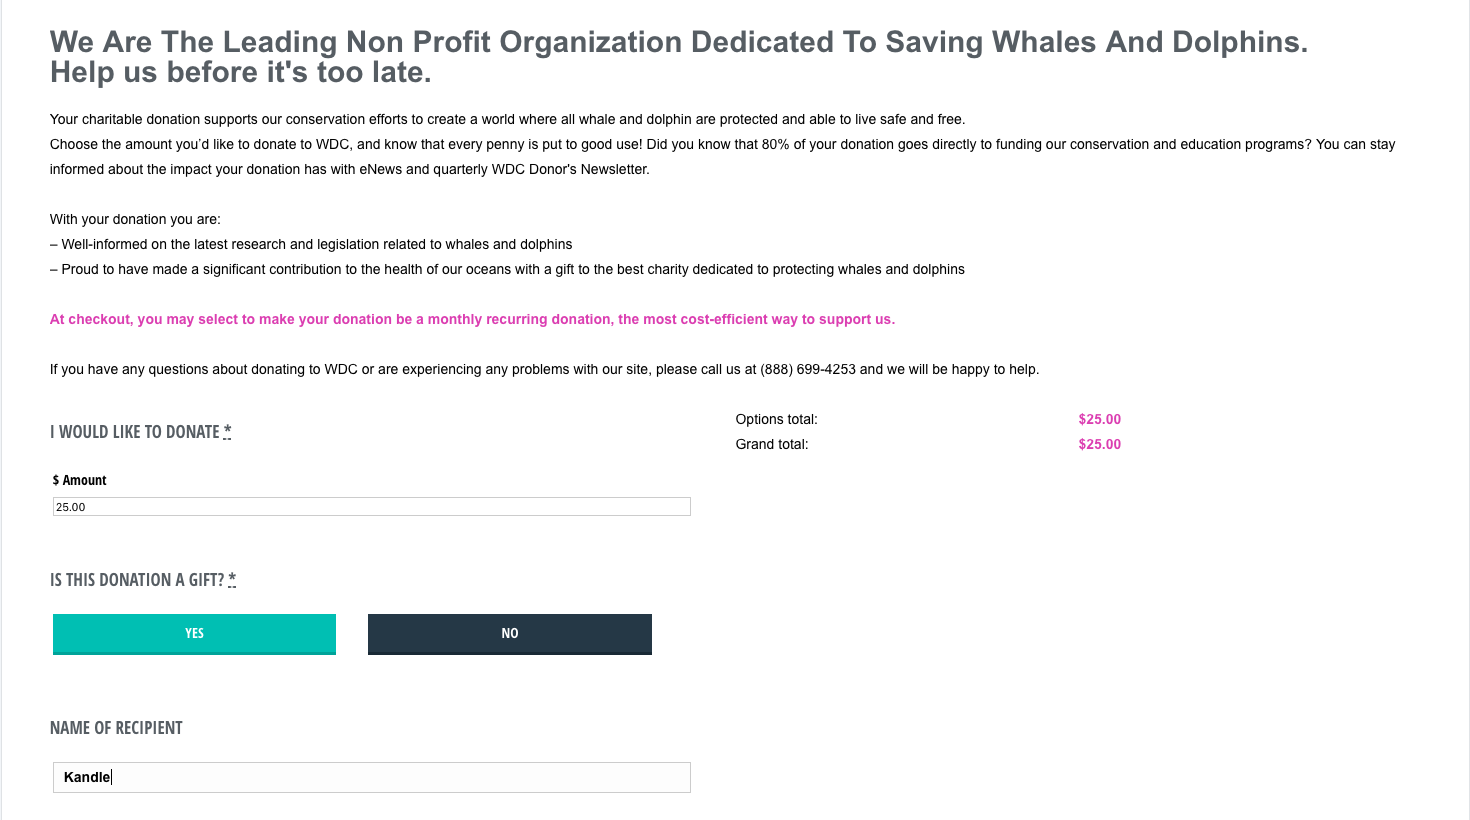 We Are The Leading Non Profit Organization Dedicated To Saving Whales And Dolphins.
Help us before it's too late.
Your charitable donation supports our conservation efforts to create a world where all whale and dolphin are protected and able to live safe and free.
Choose the amount you’d like to donate to WDC, and know that every penny is put to good use! Did you know that 80% of your donation goes directly to funding our conservation and education programs? You can stay
informed about the impact your donation has with eNews and quarterly WDC Donor's Newsletter.
With your donation you are:
– Well-informed on the latest research and legislation related to whales and dolphins
– Proud to have made a significant contribution to the health of our oceans with a gift to the best charity dedicated to protecting whales and dolphins
At checkout, you may select to make your donation be a monthly recurring donation, the most cost-efficient way to support us.
If you have any questions about donating to WDC or are experiencing any problems with our site, please call us at (888) 699-4253 and we will be happy to help.
I WOULD LIKE TO DONATE *
$ Amount
25.00
Options total: $25.00
Grand total: $25.00
IS THIS DONATION A GIFT? *
YES NO
NAME OF RECIPIENT
Kandle